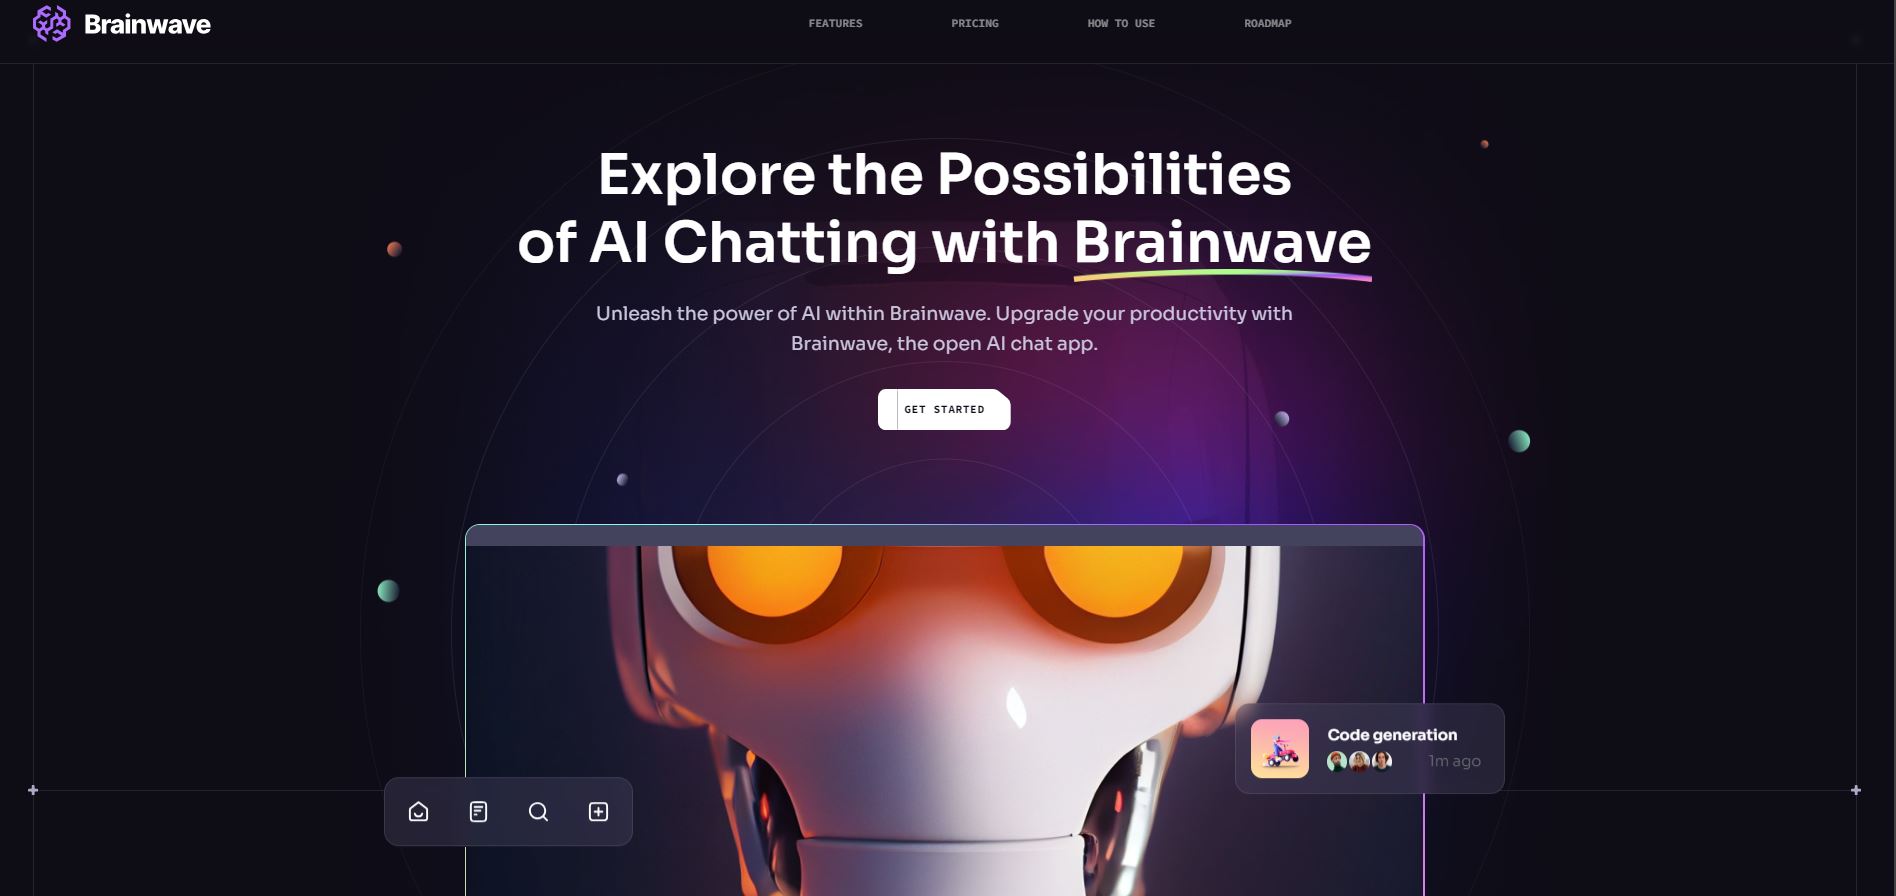 Brainwave
FEATURES
PRICING
HOW TO USE
ROADMAP
Explore the Possibilities
of AI Chatting with Brainwave
Unleash the power of AI within Brainwave. Upgrade your productivity with
Brainwave, the open AI chat app.
GET STARTED
Code generation
1m ago